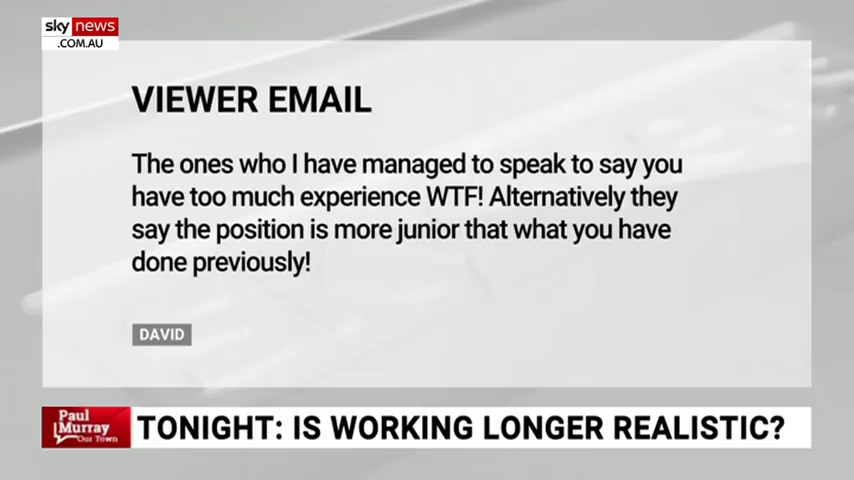 sky news
.COM.AU
VIEWER EMAIL
The ones who I have managed to speak to say you
have too much experience WTF! Alternatively they
say the position is more junior that what you have
done previously!
DAVID
Paul
Murray
Our Town
TONIGHT: IS WORKING LONGER REALISTIC?